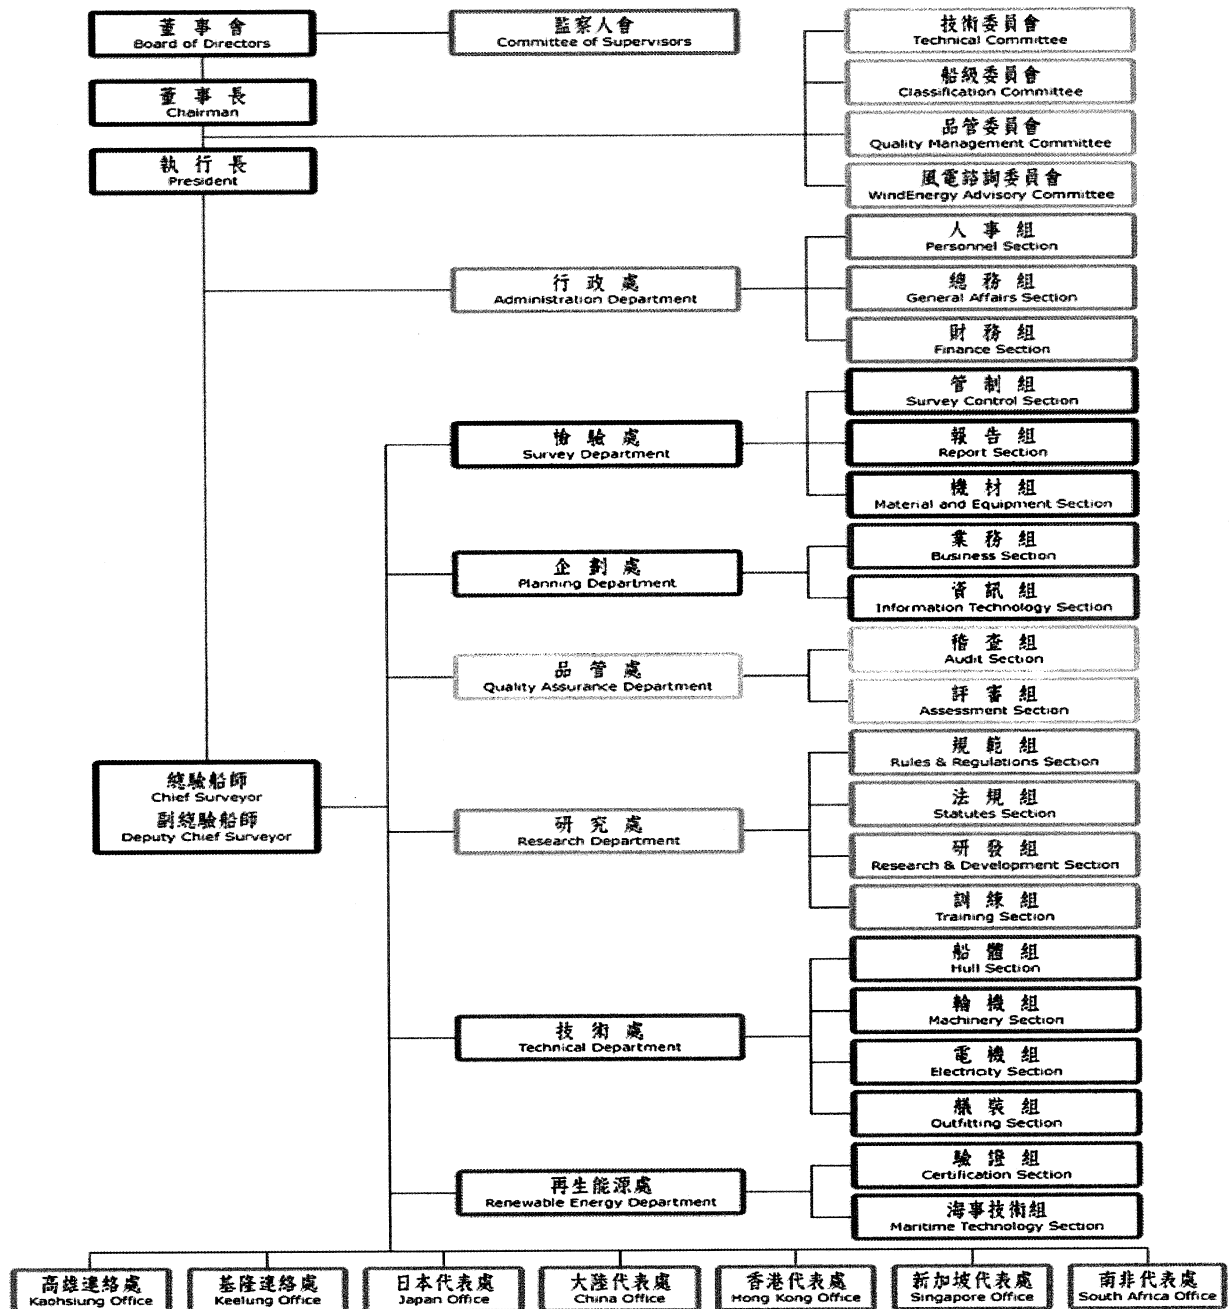 董事會
Board of Directors
監察人會
Committee of Supervisors
技術委員會
Technical Committee
船級委員會
Classification Committee
董事長
Chairman
品管委員會
Quality Management Committee
執行長
President
風電諮詢委員會
WindEnergy Advisory Committee
人事組
Personnel Section
行政處
Administration Department
總務組
General Affairs Section
財務組
Finance Section
管制組
Survey Control Section
檢驗處
Survey Department
報告組
Report Section
機材組
Material and Equipment Section
業務組
Business Section
企劃處
Planning Department
資訊組
Information Technology Section
稽查組
Audit Section
品管處
Quality Assurance Department
評審組
Assessment Section
規範組
Rules & Regulations Section
總驗船師
Chief Surveyor
副總驗船師
Deputy Chief Surveyor
法規組
Statutes Section
研究處
Research Department
研發組
Research & Development Section
訓練組
Training Section
船體組
Hull Section
輪機組
Machinery Section
技術處
Technical Department
電機組
Electricity Section
艤裝組
Outfitting Section
驗證組
Certification Section
再生能源處
Renewable Energy Department
海事技術組
Maritime Technology Section
高雄連絡處
Kaohsiung Office
基隆連絡處
Keelung Office
日本代表處
Japan Office
大陸代表處
China Office
香港代表處
Hong Kong Office
新加坡代表處
Singapore Office
南非代表處
South Africa Office